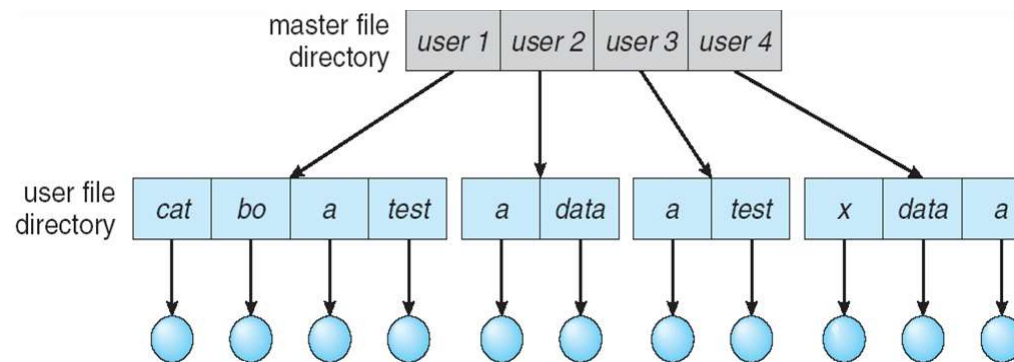 master file
directory
user 1 user 2 user 3 user 4
user file
directory
cat bo a test a data a test x data a